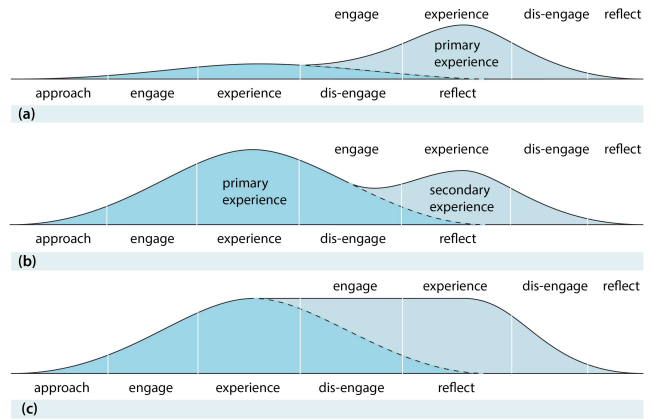 engage experience dis-engage reflect
primary
experience
approach engage experience dis-engage reflect
(a)
engage experience dis-engage reflect
primary
experience
secondary
experience
approach engage experience dis-engage reflect
(b)
engage experience dis-engage reflect
approach engage experience dis-engage reflect
(c)